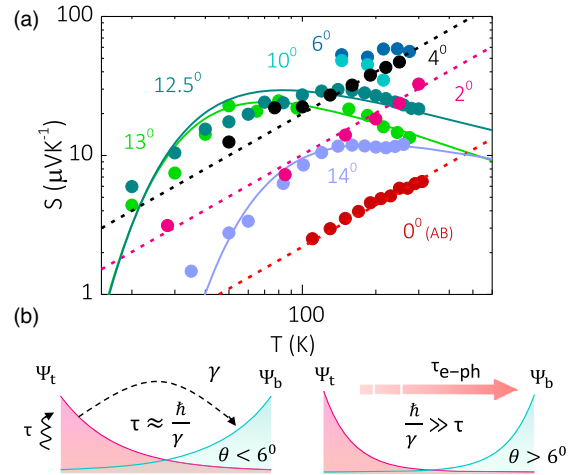 (a)
100
10
1
S (μVK⁻¹)
6⁰
10⁰
4⁰
12.5⁰
2⁰
13⁰
14⁰
0⁰ (AB)
100
T (K)
(b)
Ψt γ Ψb
τ τ ≈ ℏ/γ
θ < 6⁰
Ψt τe−ph Ψb
ℏ/γ ≫ τ
θ > 6⁰